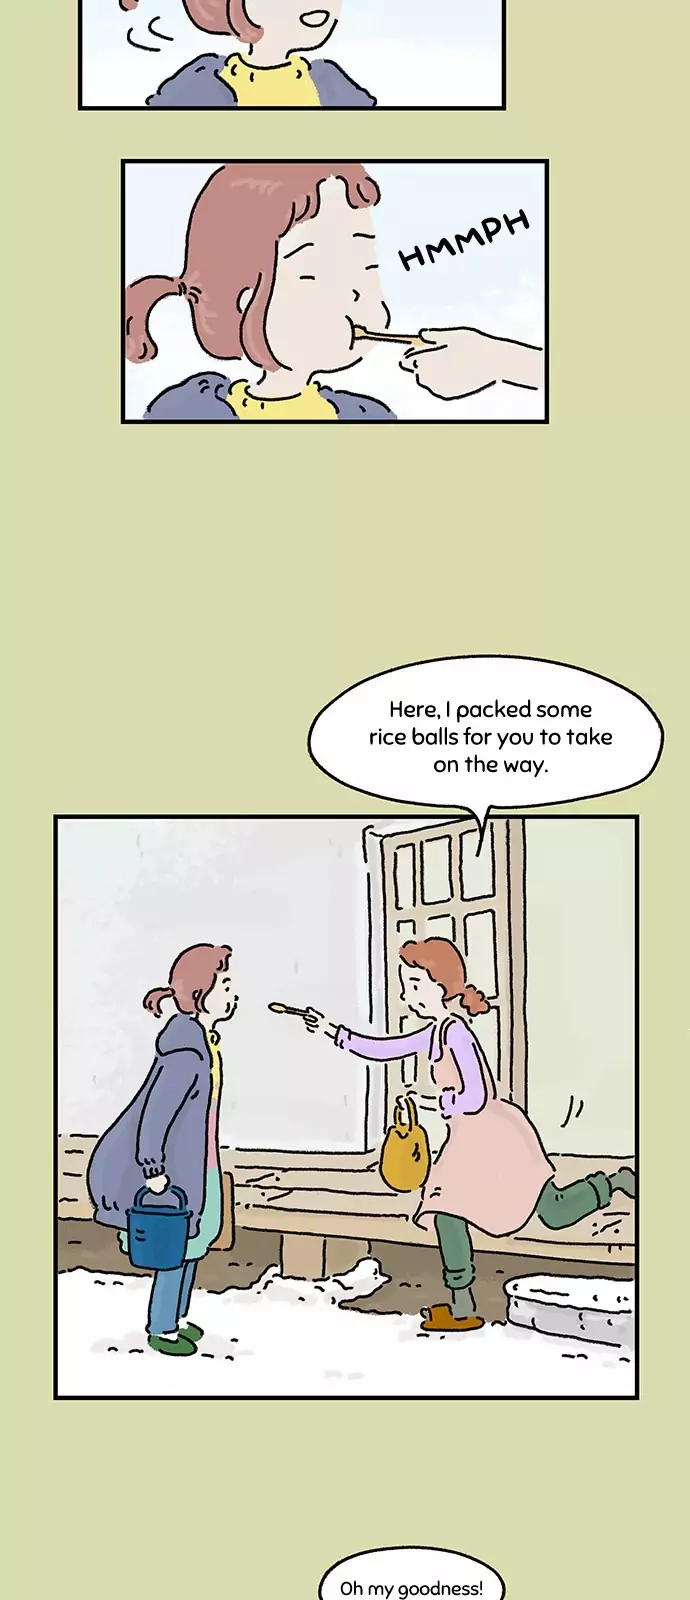 HMMPH
Here, I packed some
rice balls for you to take
on the way.
Oh my goodness!